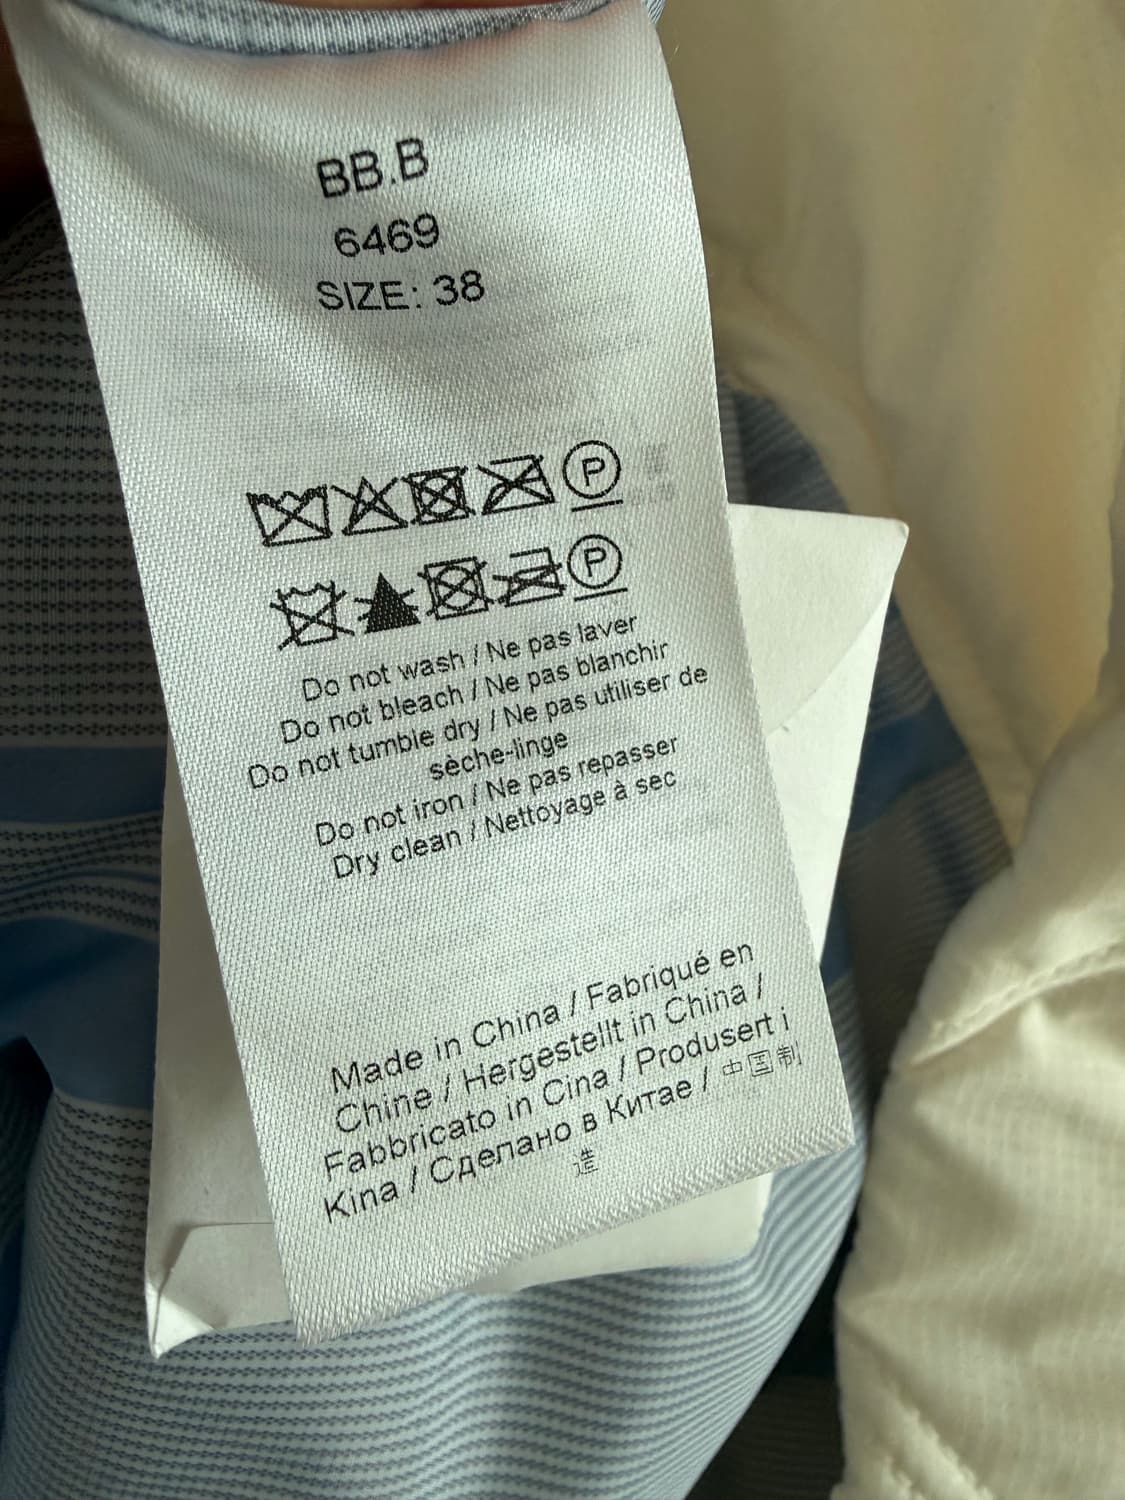 BB.B
6469
SIZE: 38
P
P
Do not wash / Ne pas laver
Do not bleach / Ne pas blanchir
Do not tumble dry / Ne pas utiliser de
sèche-linge
Do not iron / Ne pas repasser
Dry clean / Nettoyage à sec
Made in China / Fabriqué en
Chine / Hergestellt in China /
Fabbricato in Cina / Produsert i
Kina / Сделано в Китае / 中国制
造